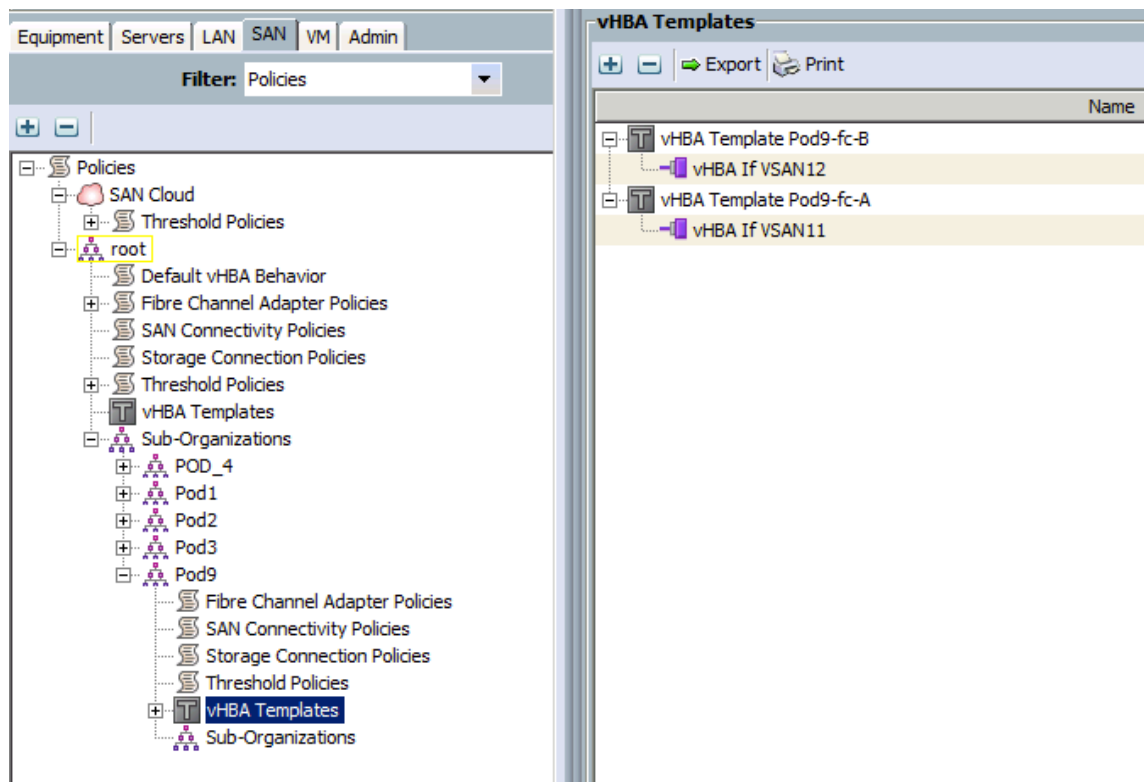 Equipment Servers LAN SAN VM Admin
Filter: Policies
Policies
SAN Cloud
Threshold Policies
root
Default vHBA Behavior
Fibre Channel Adapter Policies
SAN Connectivity Policies
Storage Connection Policies
Threshold Policies
vHBA Templates
Sub-Organizations
POD_4
Pod1
Pod2
Pod3
Pod9
Fibre Channel Adapter Policies
SAN Connectivity Policies
Storage Connection Policies
Threshold Policies
vHBA Templates
Sub-Organizations
vHBA Templates
Export Print
Name
vHBA Template Pod9-fc-B
vHBA If VSAN12
vHBA Template Pod9-fc-A
vHBA If VSAN11